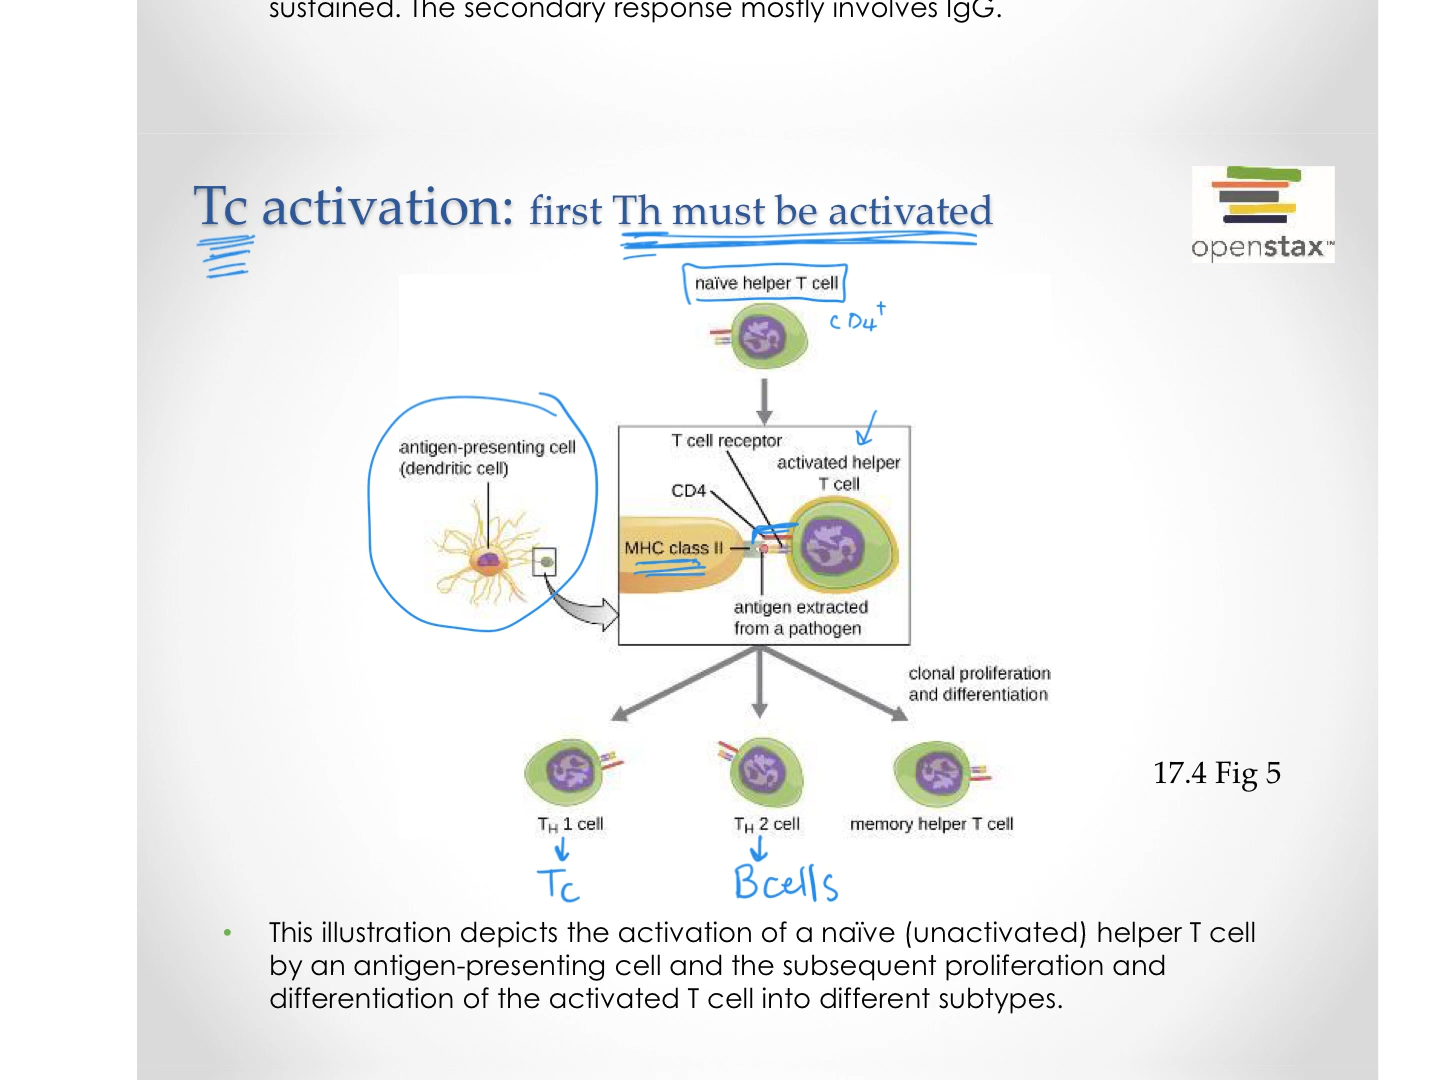 sustained. The secondary response mostly involves IgG.
Tc activation: first Th must be activated
openstax™
naïve helper T cell
CD4+
antigen-presenting cell
(dendritic cell)
T cell receptor
activated helper
T cell
CD4
MHC class II
antigen extracted
from a pathogen
clonal proliferation
and differentiation
17.4 Fig 5
TH 1 cell
TH 2 cell
memory helper T cell
Tc
B cells
• This illustration depicts the activation of a naïve (unactivated) helper T cell
by an antigen-presenting cell and the subsequent proliferation and
differentiation of the activated T cell into different subtypes.